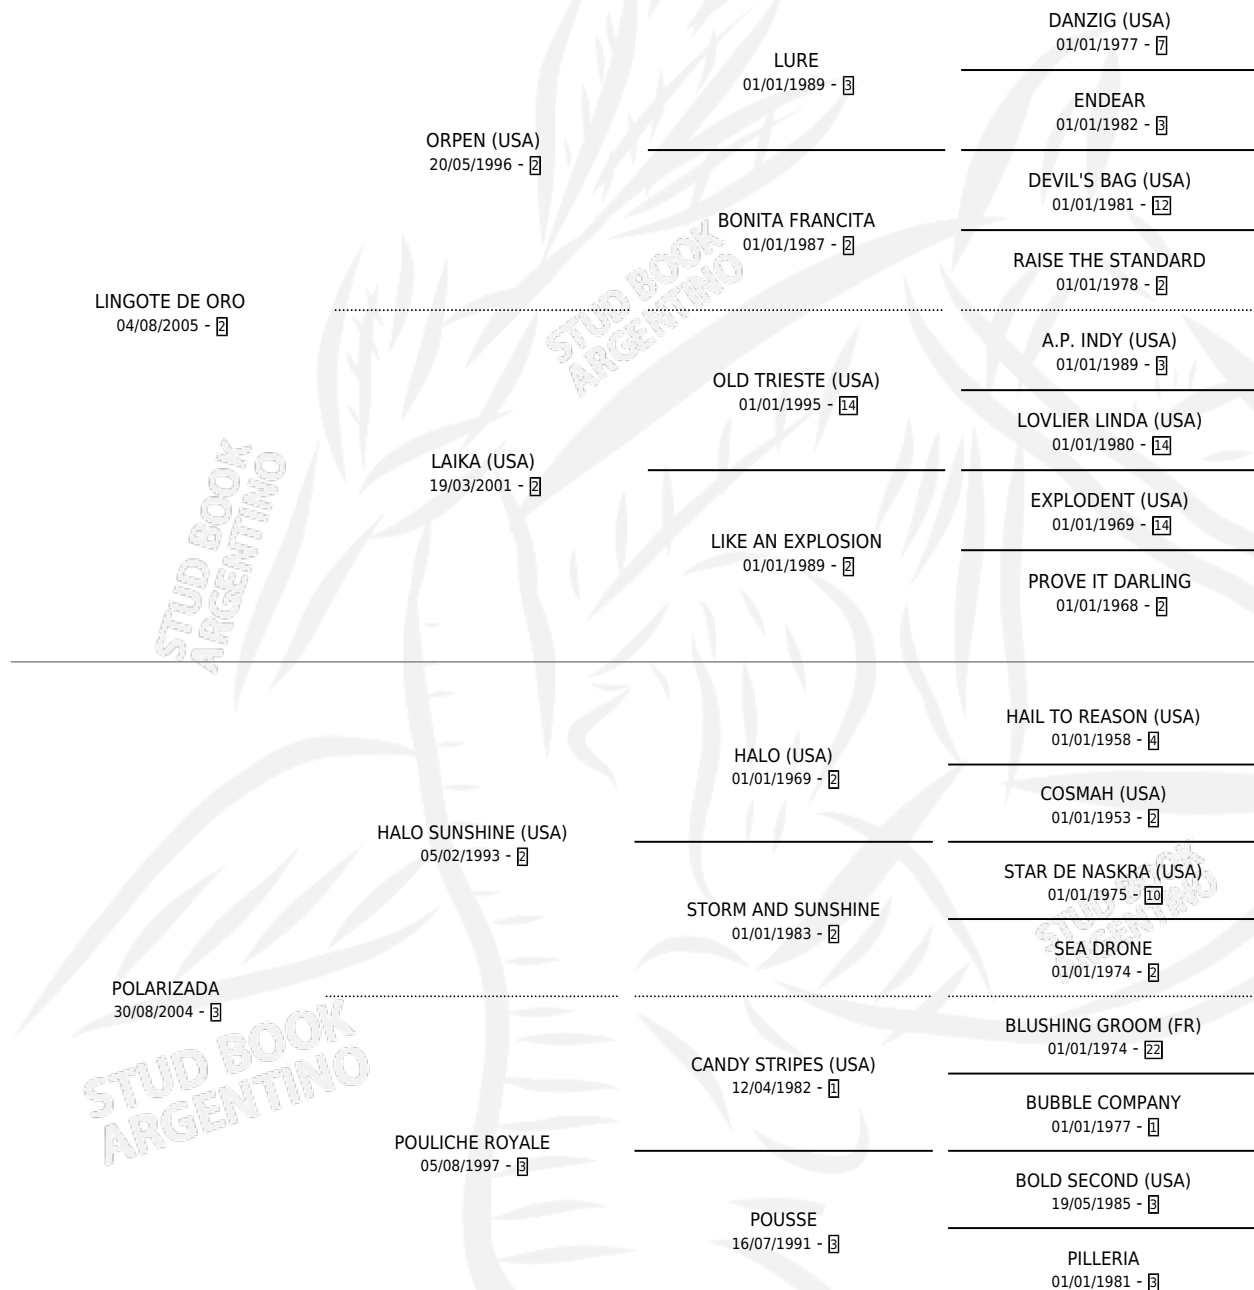 DANZIG (USA)
01/01/1977 - 7
LURE
01/01/1989 - 3
ENDEAR
01/01/1982 - 3
ORPEN (USA)
20/05/1996 - 2
DEVIL'S BAG (USA)
01/01/1981 - 12
BONITA FRANCITA
01/01/1987 - 2
RAISE THE STANDARD
01/01/1978 - 2
LINGOTE DE ORO
04/08/2005 - 2
STUD BOOK
ARGENTINO
A.P. INDY (USA)
01/01/1989 - 3
OLD TRIESTE (USA)
01/01/1995 - 14
LOVLIER LINDA (USA)
01/01/1980 - 14
LAIKA (USA)
19/03/2001 - 2
EXPLODENT (USA)
01/01/1969 - 14
LIKE AN EXPLOSION
01/01/1989 - 2
PROVE IT DARLING
01/01/1968 - 2
STUD BOOK
ARGENTINO
HAIL TO REASON (USA)
01/01/1958 - 4
HALO (USA)
01/01/1969 - 2
COSMAH (USA)
01/01/1953 - 2
HALO SUNSHINE (USA)
05/02/1993 - 2
STAR DE NASKRA (USA)
01/01/1975 - 10
STORM AND SUNSHINE
01/01/1983 - 2
SEA DRONE
01/01/1974 - 2
STUD BOOK
ARGENTINO
POLARIZADA
30/08/2004 - 3
BLUSHING GROOM (FR)
01/01/1974 - 22
CANDY STRIPES (USA)
12/04/1982 - 1
BUBBLE COMPANY
01/01/1977 - 1
STUD BOOK
ARGENTINO
POULICHE ROYALE
05/08/1997 - 3
BOLD SECOND (USA)
19/05/1985 - 3
POUSSE
16/07/1991 - 3
PILLERIA
01/01/1981 - 3